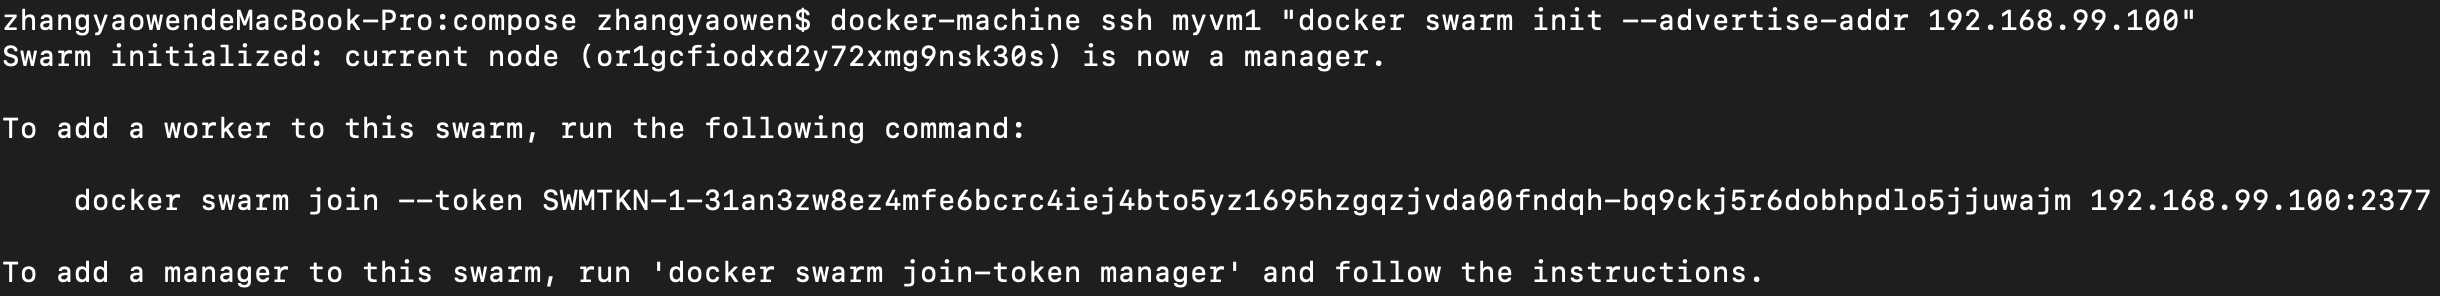 zhangyaowendeMacBook-Pro:compose zhangyaowen$ docker-machine ssh myvm1 "docker swarm init --advertise-addr 192.168.99.100"
Swarm initialized: current node (or1gcfiodxd2y72xmg9nsk30s) is now a manager.
To add a worker to this swarm, run the following command:
docker swarm join --token SWMTKN-1-31an3zw8ez4mfe6bcrc4iej4bto5yz1695hzgqzjvda00fndqh-bq9ckj5r6dobhpdlo5jjuwajm 192.168.99.100:2377
To add a manager to this swarm, run 'docker swarm join-token manager' and follow the instructions.